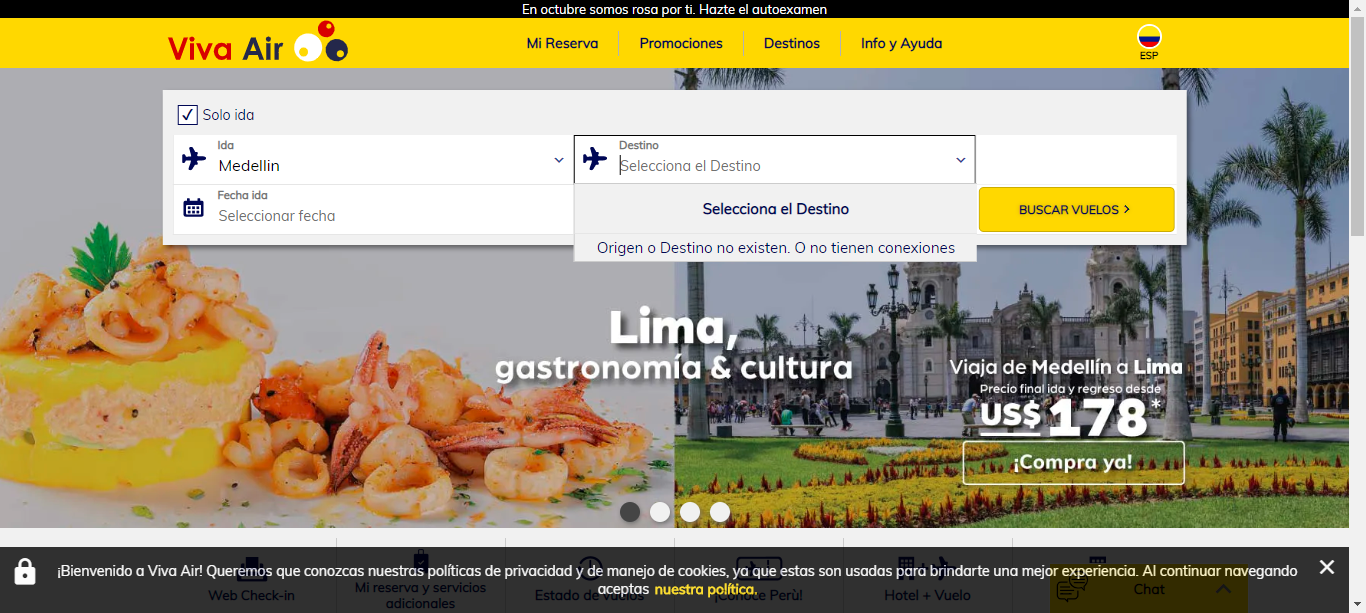 En octubre somos rosa por ti. Hazte el autoexamen
Viva Air
Mi Reserva
Promociones
Destinos
Info y Ayuda
ESP
Solo ida
Ida
Medellin
Destino
Selecciona el Destino
Fecha ida
Seleccionar fecha
Selecciona el Destino
BUSCAR VUELOS
Origen o Destino no existen. O no tienen conexiones
Lima,
gastronomía & cultura
Viaja de Medellín a Lima
Precio final ida y regreso desde
US$ 178*
¡Compra ya!
¡Bienvenido a Viva Air! Queremos que conozcas nuestras políticas de privacidad y de manejo de cookies, ya que estas son usadas para brindarte una mejor experiencia. Al continuar navegando
aceptas nuestra política.
Web Check-in
Mi reserva y servicios
adicionales
Estado de vuelos
¡Conoce Perù!
Hotel + Vuelo
Chat